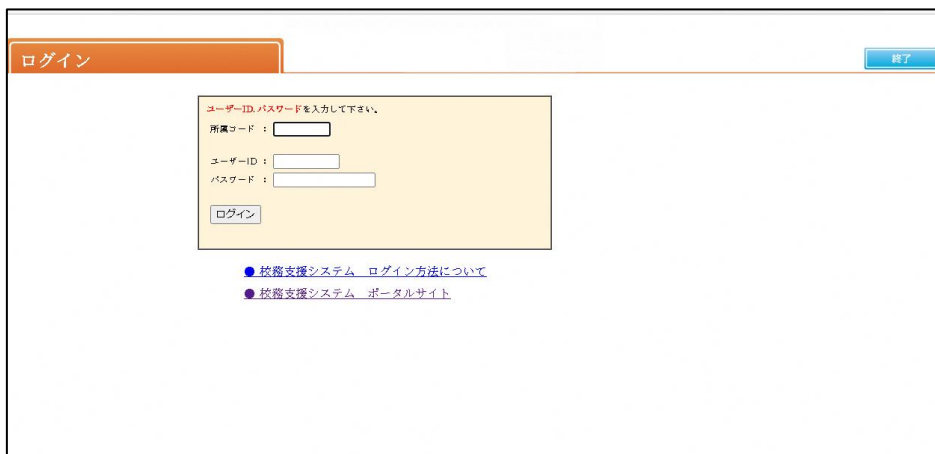 ログイン
終了
ユーザーID、パスワードを入力して下さい。
所属コード ：
ユーザーID ：
パスワード ：
ログイン
● 校務支援システム　ログイン方法について
● 校務支援システム　ポータルサイト